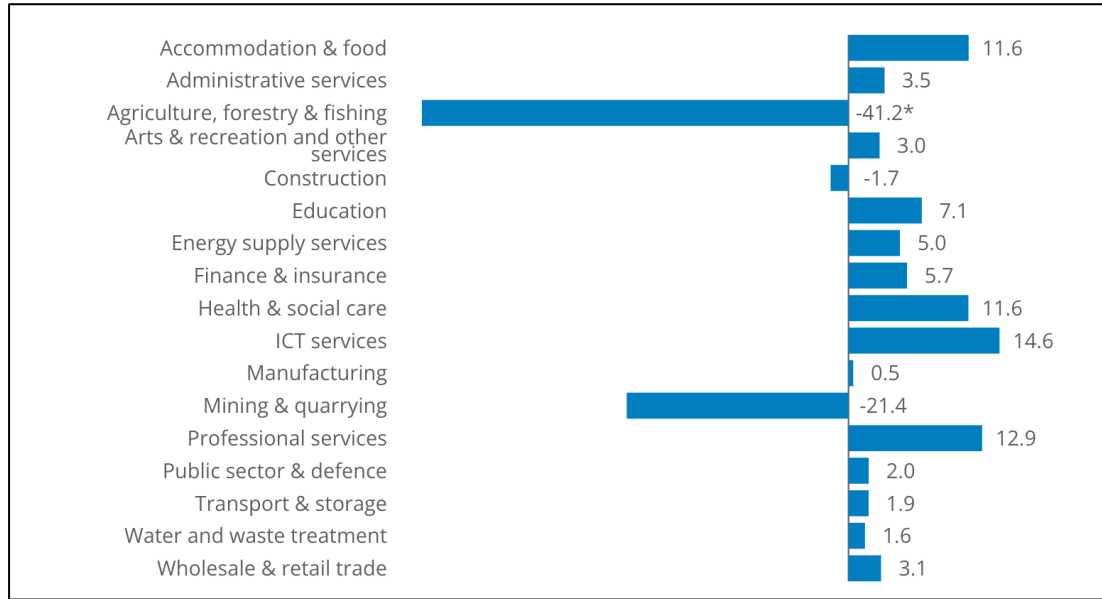 Accommodation & food 11.6
Administrative services 3.5
Agriculture, forestry & fishing -41.2*
Arts & recreation and other
services 3.0
Construction -1.7
Education 7.1
Energy supply services 5.0
Finance & insurance 5.7
Health & social care 11.6
ICT services 14.6
Manufacturing 0.5
Mining & quarrying -21.4
Professional services 12.9
Public sector & defence 2.0
Transport & storage 1.9
Water and waste treatment 1.6
Wholesale & retail trade 3.1